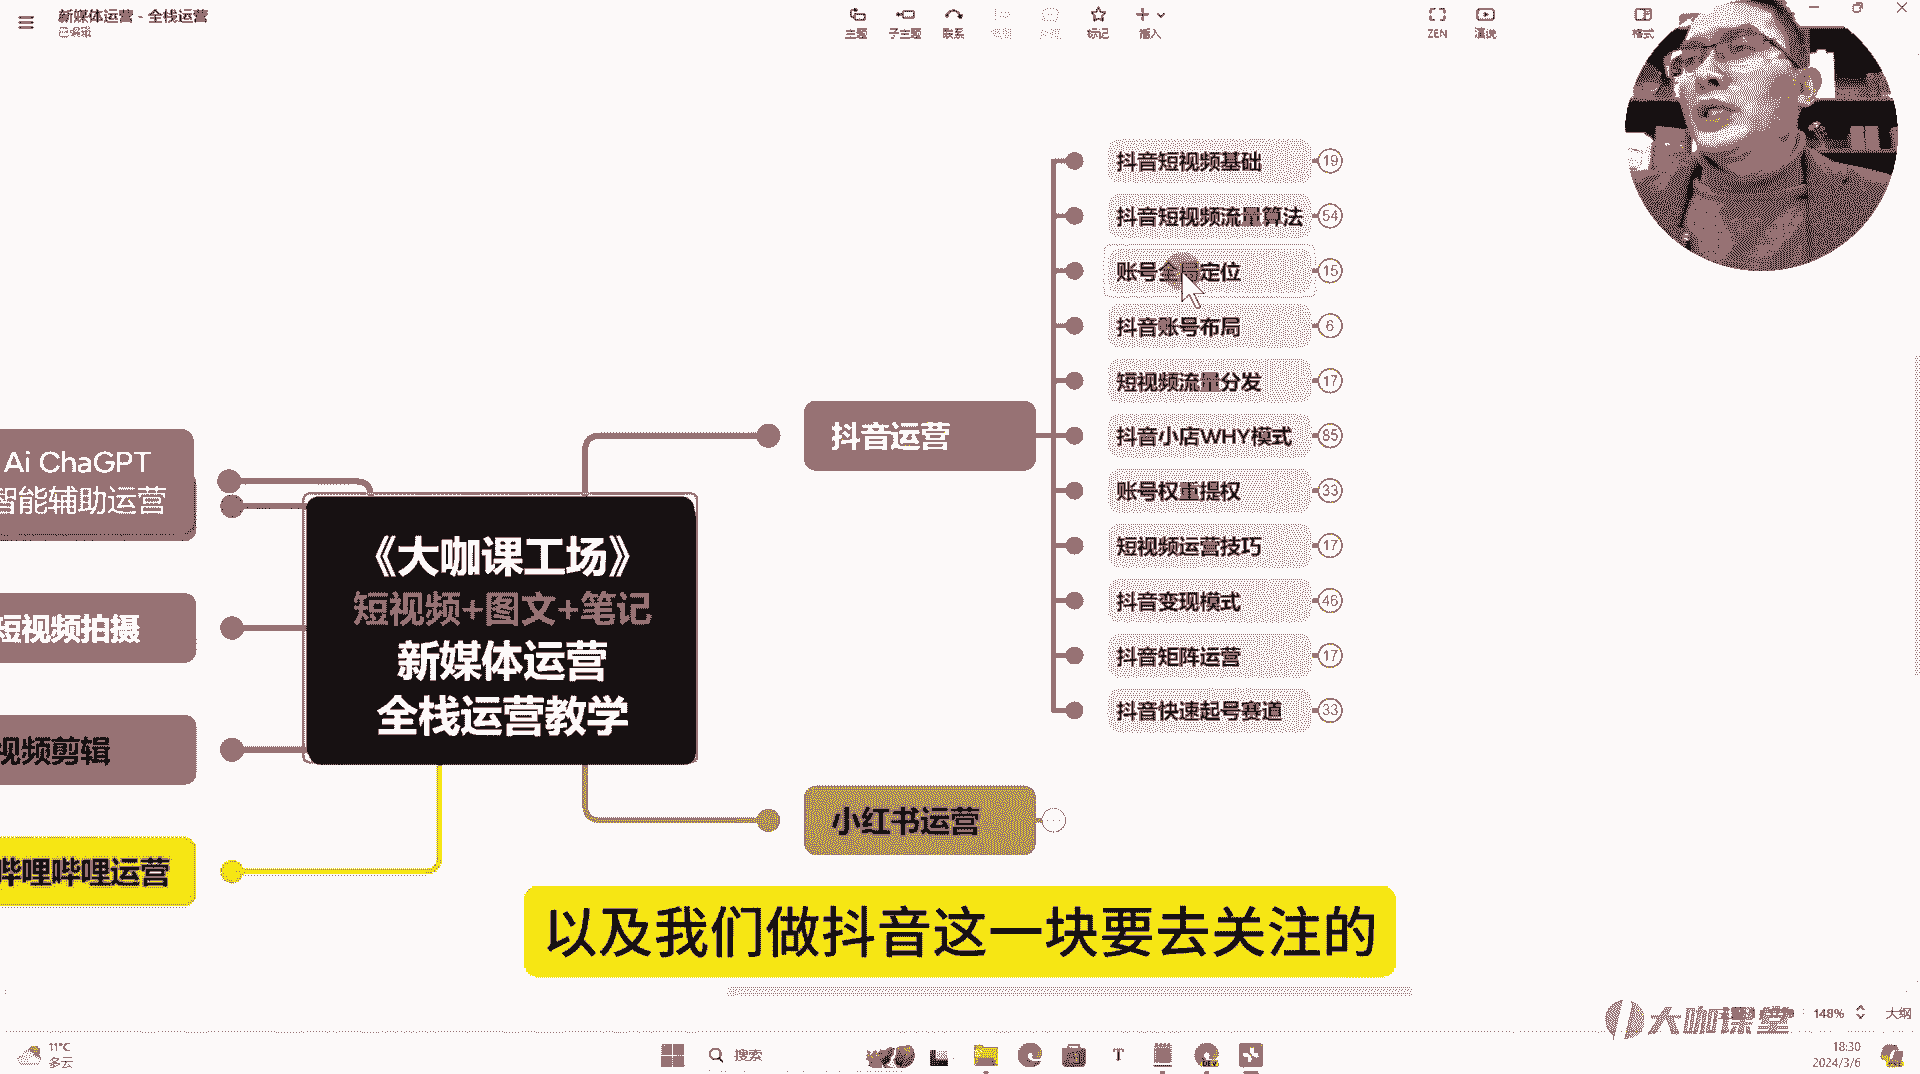 新媒体运营 - 全栈运营
已编辑
主题
子主题
联系
标记
插入
ZEN
演说
格式
抖音短视频基础
19
抖音短视频流量算法
54
账号全局定位
15
抖音账号布局
6
短视频流量分发
17
抖音运营
抖音小店WHY模式
85
账号权重提权
33
短视频运营技巧
17
抖音变现模式
46
抖音矩阵运营
17
抖音快速起号赛道
33
Ai ChaGPT
智能辅助运营
短视频拍摄
视频剪辑
哔哩哔哩运营
《大咖课工场》
短视频+图文+笔记
新媒体运营
全栈运营教学
小红书运营
以及我们做抖音这一块要去关注的
大咖课堂
148%
大纲
11°C
多云
搜索
18:30
2024/3/6